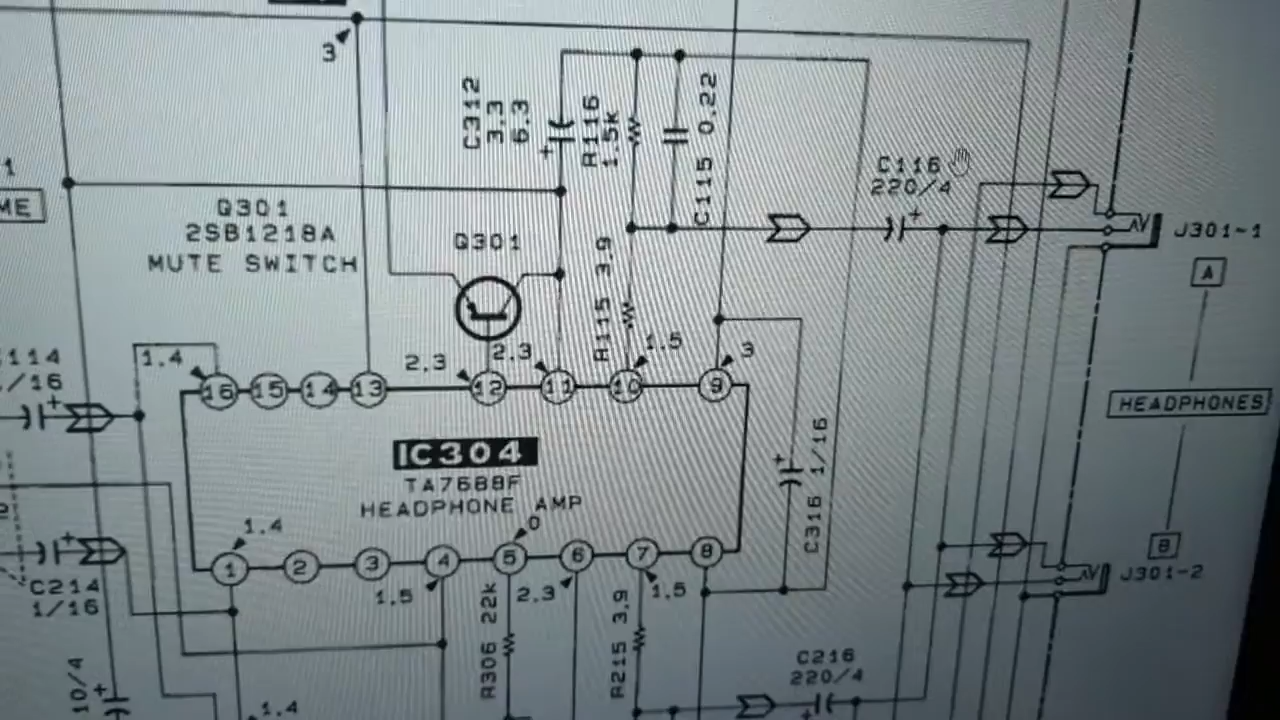 3
C312
3.3
6.3
R116
1.5k
C115 0.22
C116
220/4
1
ME
Q301
2SB1218A
MUTE SWITCH
Q301
R115 3.9
J301-1
A
114
1/16
1.4
2.3
2.3
1.5
3
16
15
14
13
12
11
10
9
HEADPHONES
IC304
TA7688F
HEADPHONE AMP
C316 1/16
1.4
0
1
2
3
4
5
6
7
8
B
J301-2
C214
1/16
1.5
R306 22k
2.3
R215 3.9
1.5
10/4
1.4
C216
220/4